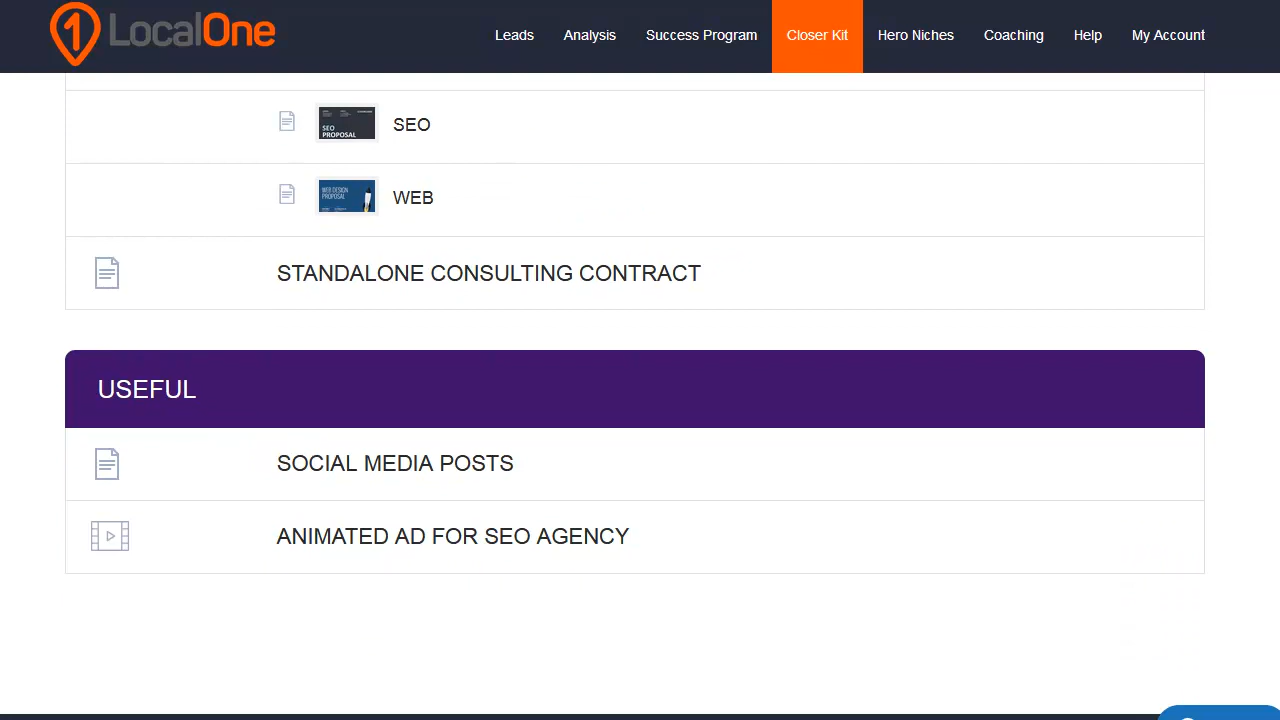 LocalOne
Leads Analysis Success Program Closer Kit Hero Niches Coaching Help My Account
SEO PROPOSAL
SEO
WEB DESIGN PROPOSAL
WEB
STANDALONE CONSULTING CONTRACT
USEFUL
SOCIAL MEDIA POSTS
ANIMATED AD FOR SEO AGENCY